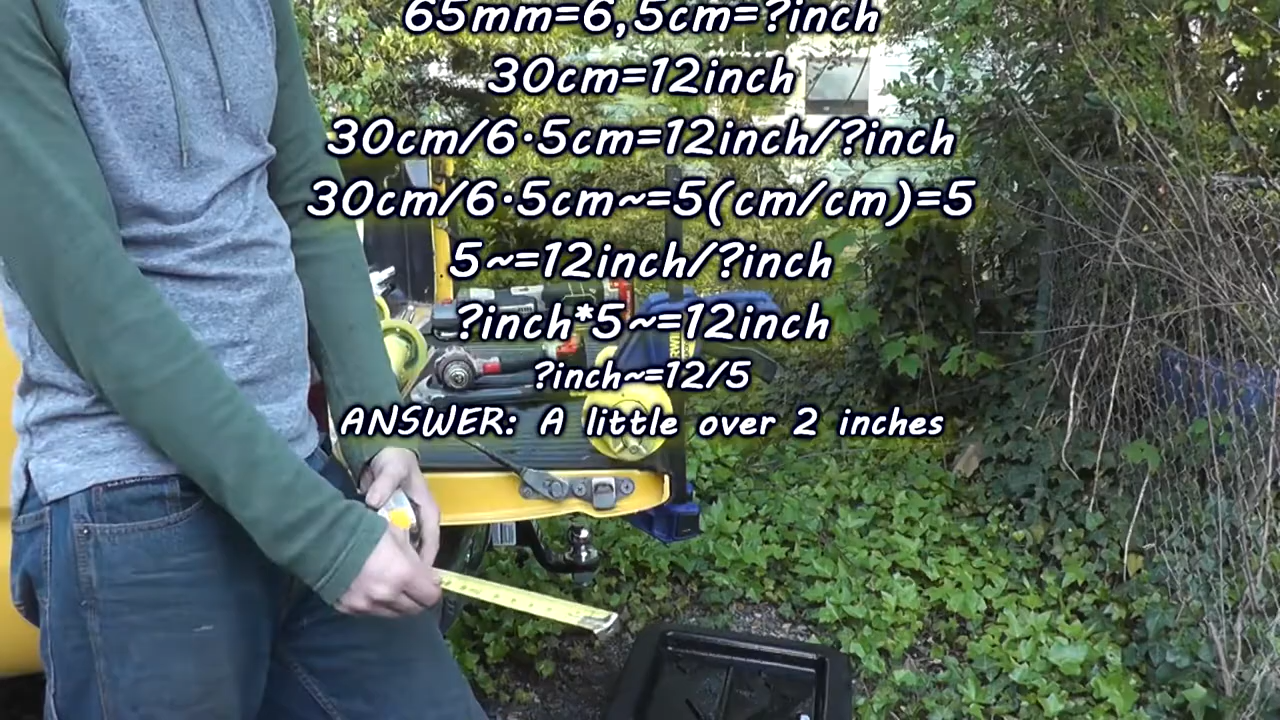 65mm=6,5cm=?inch
30cm=12inch
30cm/6·5cm=12inch/?inch
30cm/6·5cm~=5(cm/cm)=5
5~=12inch/?inch
?inch*5~=12inch
?inch~=12/5
ANSWER: A little over 2 inches